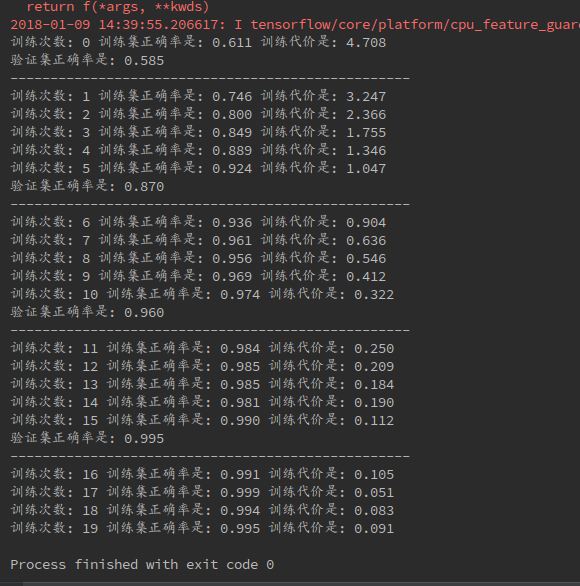 return f(*args, **kwds)
2018-01-09 14:39:55.206617: I tensorflow/core/platform/cpu_feature_guar
训练次数: 0 训练集正确率是: 0.611 训练代价是: 4.708
验证集正确率是: 0.585
--------------------------------------------------
训练次数: 1 训练集正确率是: 0.746 训练代价是: 3.247
训练次数: 2 训练集正确率是: 0.800 训练代价是: 2.366
训练次数: 3 训练集正确率是: 0.849 训练代价是: 1.755
训练次数: 4 训练集正确率是: 0.889 训练代价是: 1.346
训练次数: 5 训练集正确率是: 0.924 训练代价是: 1.047
验证集正确率是: 0.870
--------------------------------------------------
训练次数: 6 训练集正确率是: 0.936 训练代价是: 0.904
训练次数: 7 训练集正确率是: 0.961 训练代价是: 0.636
训练次数: 8 训练集正确率是: 0.956 训练代价是: 0.546
训练次数: 9 训练集正确率是: 0.969 训练代价是: 0.412
训练次数: 10 训练集正确率是: 0.974 训练代价是: 0.322
验证集正确率是: 0.960
--------------------------------------------------
训练次数: 11 训练集正确率是: 0.984 训练代价是: 0.250
训练次数: 12 训练集正确率是: 0.985 训练代价是: 0.209
训练次数: 13 训练集正确率是: 0.985 训练代价是: 0.184
训练次数: 14 训练集正确率是: 0.981 训练代价是: 0.190
训练次数: 15 训练集正确率是: 0.990 训练代价是: 0.112
验证集正确率是: 0.995
--------------------------------------------------
训练次数: 16 训练集正确率是: 0.991 训练代价是: 0.105
训练次数: 17 训练集正确率是: 0.999 训练代价是: 0.051
训练次数: 18 训练集正确率是: 0.994 训练代价是: 0.083
训练次数: 19 训练集正确率是: 0.995 训练代价是: 0.091
Process finished with exit code 0